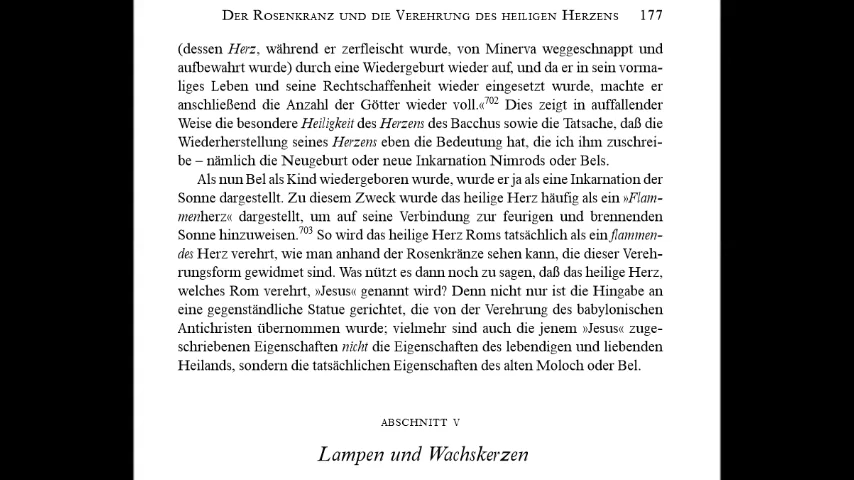 DER ROSENKRANZ UND DIE VEREHRUNG DES HEILIGEN HERZENS 177
(dessen Herz, während er zerfleischt wurde, von Minerva weggeschnappt und
aufbewahrt wurde) durch eine Wiedergeburt wieder auf, und da er in sein vorma-
liges Leben und seine Rechtschaffenheit wieder eingesetzt wurde, machte er
anschließend die Anzahl der Götter wieder voll.«702 Dies zeigt in auffallender
Weise die besondere Heiligkeit des Herzens des Bacchus sowie die Tatsache, daß die
Wiederherstellung seines Herzens eben die Bedeutung hat, die ich ihm zuschrei-
be – nämlich die Neugeburt oder neue Inkarnation Nimrods oder Bels.
Als nun Bel als Kind wiedergeboren wurde, wurde er ja als eine Inkarnation der
Sonne dargestellt. Zu diesem Zweck wurde das heilige Herz häufig als ein »Flam-
menherz« dargestellt, um auf seine Verbindung zur feurigen und brennenden
Sonne hinzuweisen.703 So wird das heilige Herz Roms tatsächlich als ein flammen-
des Herz verehrt, wie man anhand der Rosenkränze sehen kann, die dieser Vereh-
rungsform gewidmet sind. Was nützt es dann noch zu sagen, daß das heilige Herz,
welches Rom verehrt, »Jesus« genannt wird? Denn nicht nur ist die Hingabe an
eine gegenständliche Statue gerichtet, die von der Verehrung des babylonischen
Antichristen übernommen wurde; vielmehr sind auch die jenem »Jesus« zuge-
schriebenen Eigenschaften nicht die Eigenschaften des lebendigen und liebenden
Heilands, sondern die tatsächlichen Eigenschaften des alten Moloch oder Bel.
ABSCHNITT V
Lampen und Wachskerzen